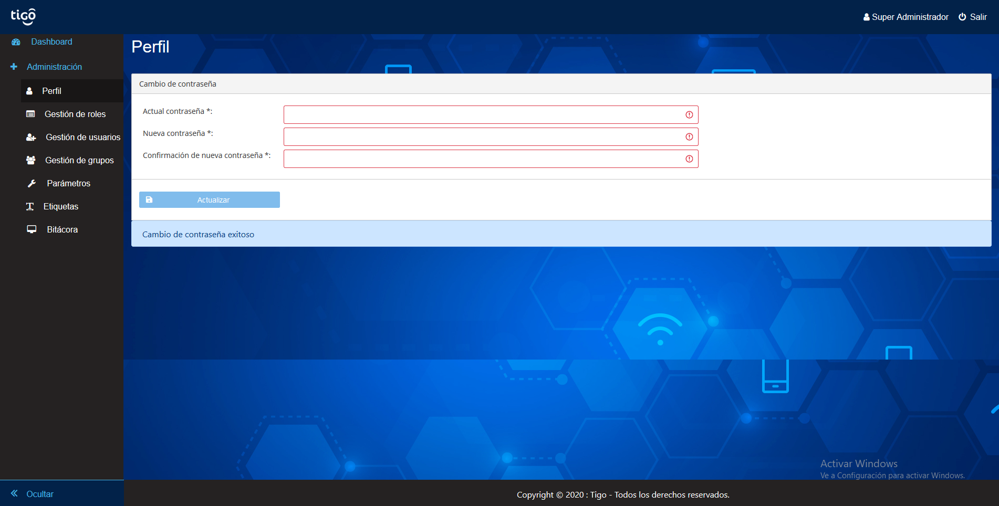 tigo
Super Administrador
Salir
Dashboard
Administración
Perfil
Gestión de roles
Gestión de usuarios
Gestión de grupos
Parámetros
Etiquetas
Bitácora
Ocultar
Perfil
Cambio de contraseña
Actual contraseña *:
Nueva contraseña *:
Confirmación de nueva contraseña *:
Actualizar
Cambio de contraseña exitoso
Activar Windows
Ve a Configuración para activar Windows.
Copyright © 2020 : Tigo - Todos los derechos reservados.